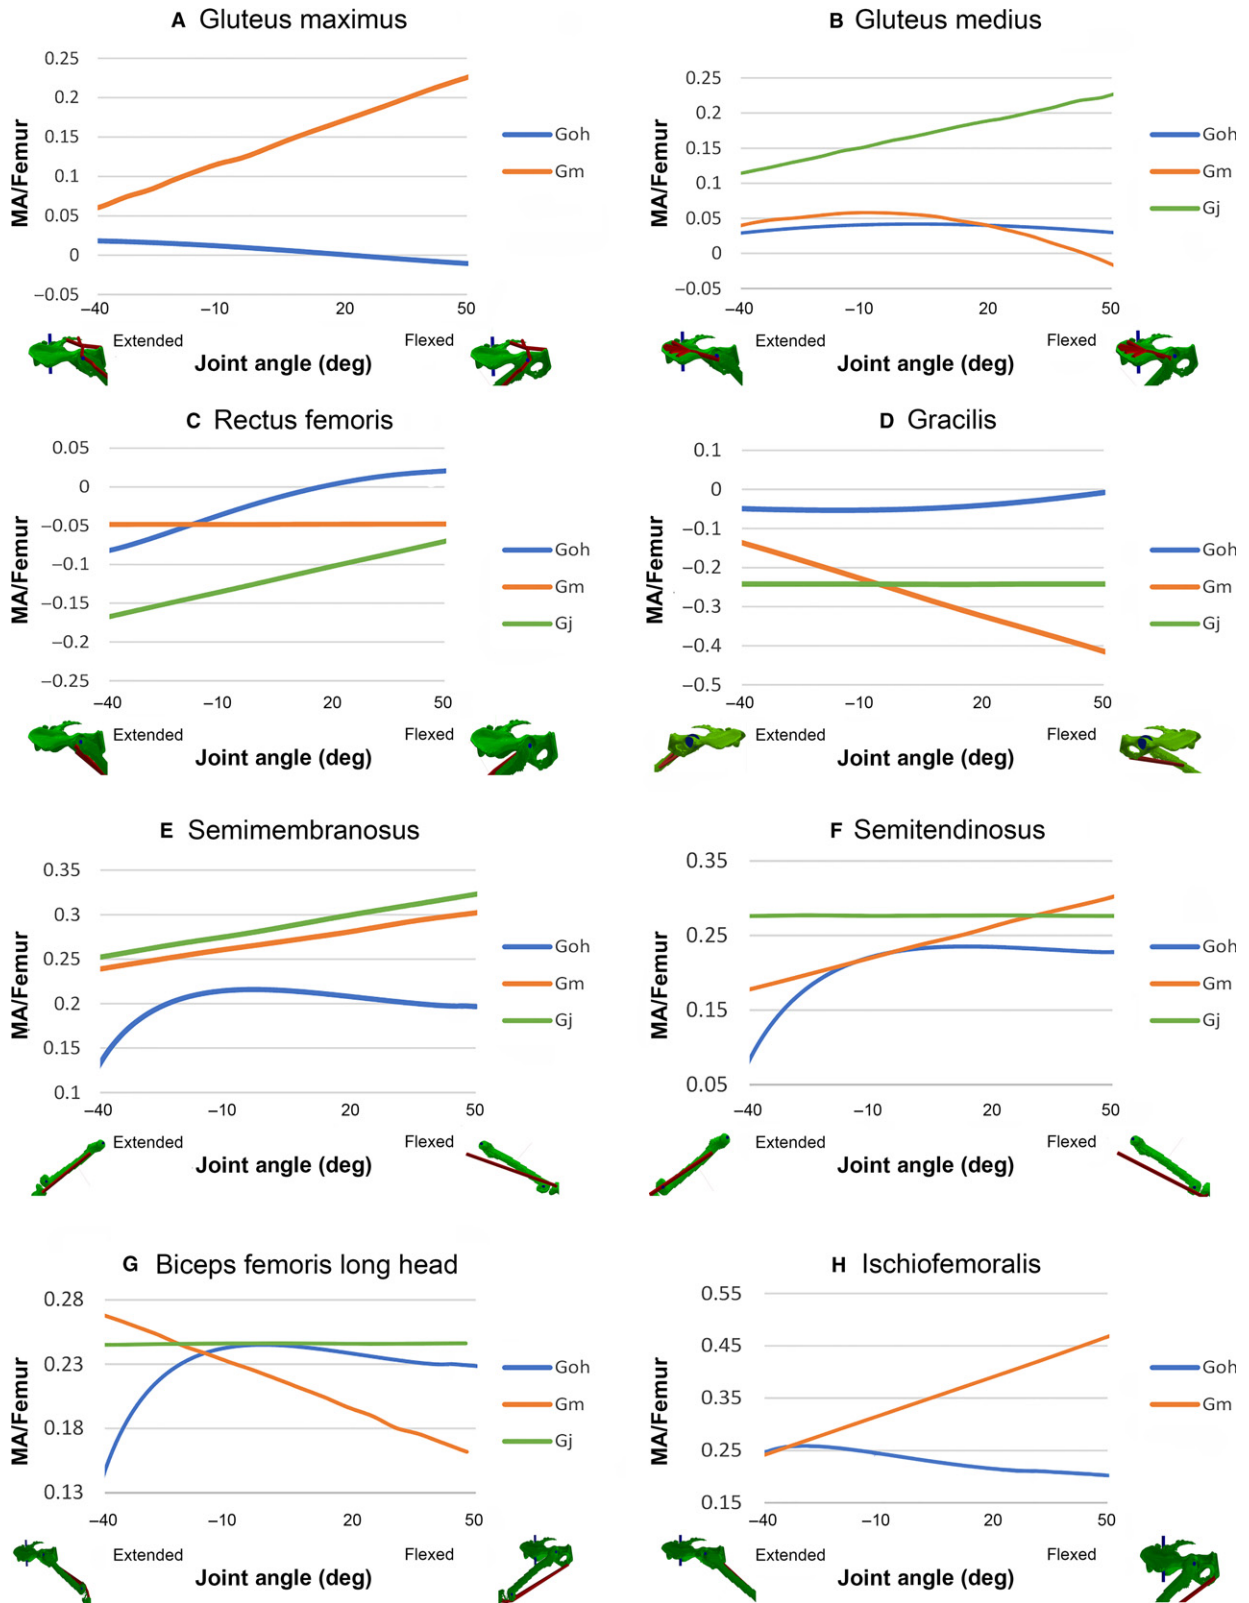 A Gluteus maximus
MA/Femur
0.25
0.2
0.15
0.1
0.05
0
−0.05
−40
−10
20
50
Goh
Gm
Extended
Flexed
Joint angle (deg)
B Gluteus medius
MA/Femur
0.25
0.2
0.15
0.1
0.05
0
−0.05
−40
−10
20
50
Goh
Gm
Gj
Extended
Flexed
Joint angle (deg)
C Rectus femoris
MA/Femur
0.05
0
−0.05
−0.1
−0.15
−0.2
−0.25
−40
−10
20
50
Goh
Gm
Gj
Extended
Flexed
Joint angle (deg)
D Gracilis
MA/Femur
0.1
0
−0.1
−0.2
−0.3
−0.4
−0.5
−40
−10
20
50
Goh
Gm
Gj
Extended
Flexed
Joint angle (deg)
E Semimembranosus
MA/Femur
0.35
0.3
0.25
0.2
0.15
0.1
−40
−10
20
50
Goh
Gm
Gj
Extended
Flexed
Joint angle (deg)
F Semitendinosus
MA/Femur
0.35
0.25
0.15
0.05
−40
−10
20
50
Goh
Gm
Gj
Extended
Flexed
Joint angle (deg)
G Biceps femoris long head
MA/Femur
0.28
0.23
0.18
0.13
−40
−10
20
50
Goh
Gm
Gj
Extended
Flexed
Joint angle (deg)
H Ischiofemoralis
MA/Femur
0.55
0.45
0.35
0.25
0.15
−40
−10
20
50
Goh
Gm
Extended
Flexed
Joint angle (deg)